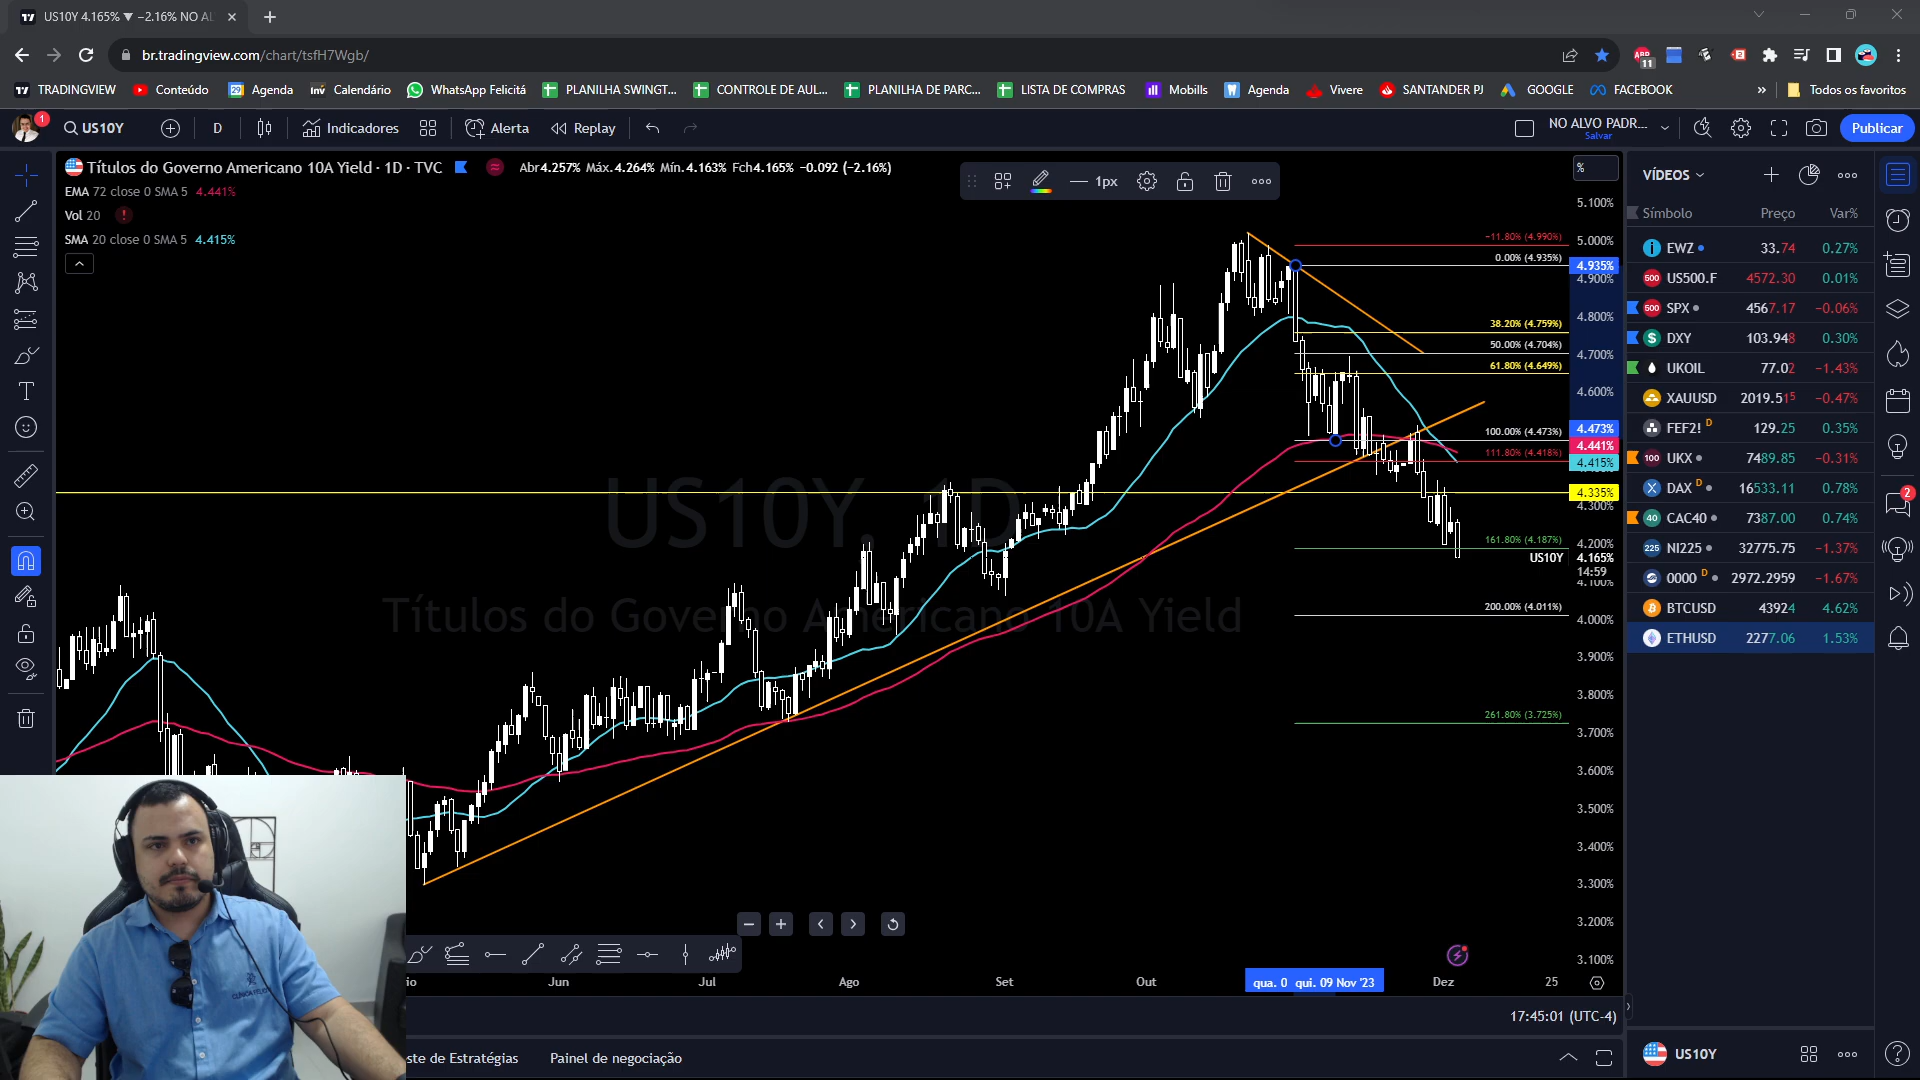 US10Y 4.165% ▼ −2.16% NO AL
br.tradingview.com/chart/tsfH7Wgb/
11
TRADINGVIEW Conteúdo Agenda Calendário WhatsApp Felicitá PLANILHA SWINGT... CONTROLE DE AUL... PLANILHA DE PARC... LISTA DE COMPRAS Mobills Agenda Vivere SANTANDER PJ GOOGLE FACEBOOK » Todos os favoritos
1 US10Y D Indicadores Alerta Replay NO ALVO PADR... Salvar Publicar
Títulos do Governo Americano 10A Yield · 1D · TVC Abr4.257% Máx.4.264% Mín.4.163% Fch4.165% −0.092 (−2.16%)
EMA 72 close 0 SMA 5 4.441%
Vol 20
SMA 20 close 0 SMA 5 4.415%
1px
%
5.100%
−11.80% (4.990%)
5.000%
0.00% (4.935%)
4.935%
4.900%
4.800%
38.20% (4.759%)
50.00% (4.704%)
4.700%
61.80% (4.649%)
4.600%
100.00% (4.473%)
4.473%
4.441%
111.80% (4.418%)
4.415%
4.335%
4.300%
161.80% (4.187%)
4.200%
US10Y 4.165%
14:59
4.100%
200.00% (4.011%)
4.000%
3.900%
3.800%
261.80% (3.725%)
3.700%
3.600%
3.500%
3.400%
3.300%
3.200%
3.100%
US10Y, 1D
Títulos do Governo Americano 10A Yield
io Jun Jul Ago Set Out qua. 0 qui. 09 Nov '23 Dez 25
17:45:01 (UTC-4)
ste de Estratégias Painel de negociação
VÍDEOS
Símbolo Preço Var%
EWZ 33.74 0.27%
US500.F 4572.30 0.01%
SPX 4567.17 −0.06%
DXY 103.948 0.30%
UKOIL 77.02 −1.43%
XAUUSD 2019.515 −0.47%
FEF2! D 129.25 0.35%
UKX 7489.85 −0.31%
DAX D 16533.11 0.78%
CAC40 7387.00 0.74%
NI225 32775.75 −1.37%
0000 D 2972.2959 −1.67%
BTCUSD 43924 4.62%
ETHUSD 2277.06 1.53%
2
US10Y